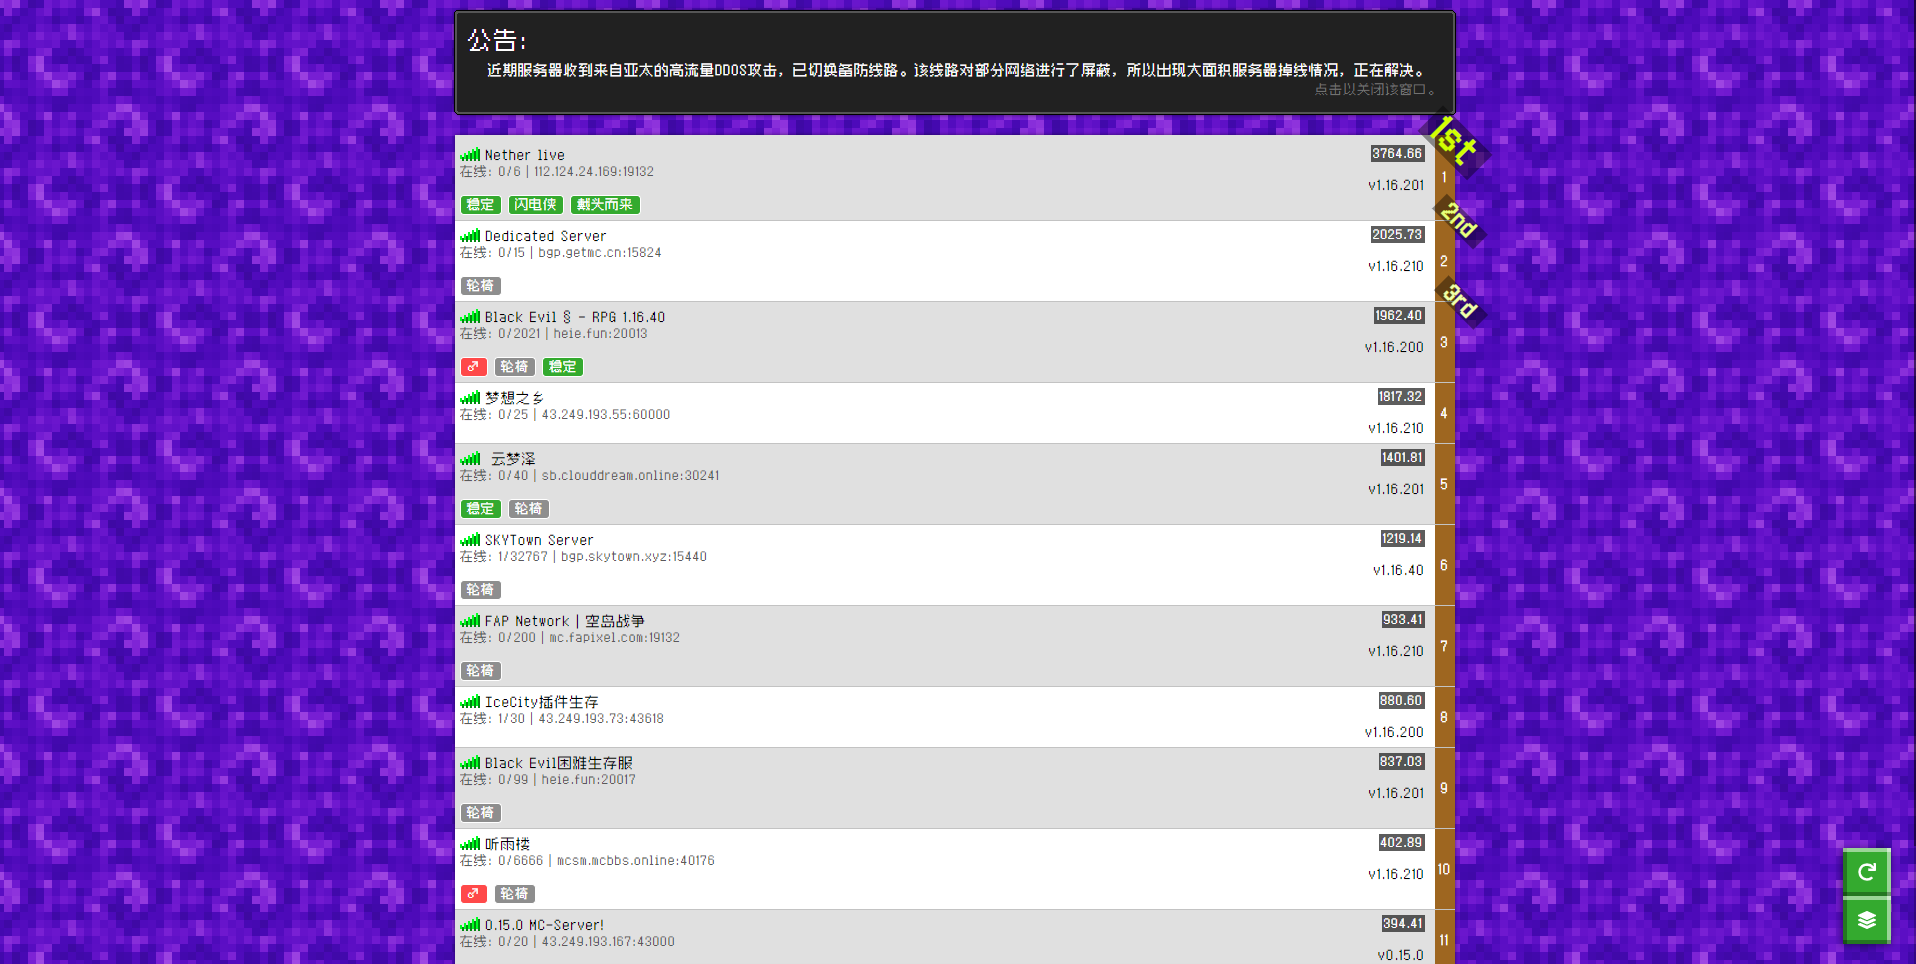 公告:
近期服务器收到来自亚太的高流量DDOS攻击，已切换备防线路。该线路对部分网络进行了屏蔽，所以出现大面积服务器掉线情况，正在解决。
点击以关闭该窗口。
1st
Nether live
3764.66
在线: 0/6 | 112.124.24.169:19132
1
v1.16.201
稳定 闪电侠 戴头而来
2nd
Dedicated Server
2025.73
在线: 0/15 | bgp.getmc.cn:15824
2
v1.16.210
轮椅
3rd
Black Evil § - RPG 1.16.40
1962.40
在线: 0/2021 | heie.fun:20013
3
v1.16.200
♂ 轮椅 稳定
梦想之乡
1817.32
在线: 0/25 | 43.249.193.55:60000
4
v1.16.210
云梦泽
1401.81
在线: 0/40 | sb.clouddream.online:30241
5
v1.16.201
稳定 轮椅
SKYTown Server
1219.14
在线: 1/32767 | bgp.skytown.xyz:15440
6
v1.16.40
轮椅
FAP Network | 空岛战争
933.41
在线: 0/200 | mc.fapixel.com:19132
7
v1.16.210
轮椅
IceCity插件生存
880.60
在线: 1/30 | 43.249.193.73:43618
8
v1.16.200
Black Evil困难生存服
837.03
在线: 0/99 | heie.fun:20017
9
v1.16.201
轮椅
听雨楼
402.89
在线: 0/6666 | mcsm.mcbbs.online:40176
10
v1.16.210
♂ 轮椅
0.15.0 MC-Server!
394.41
在线: 0/20 | 43.249.193.167:43000
11
v0.15.0